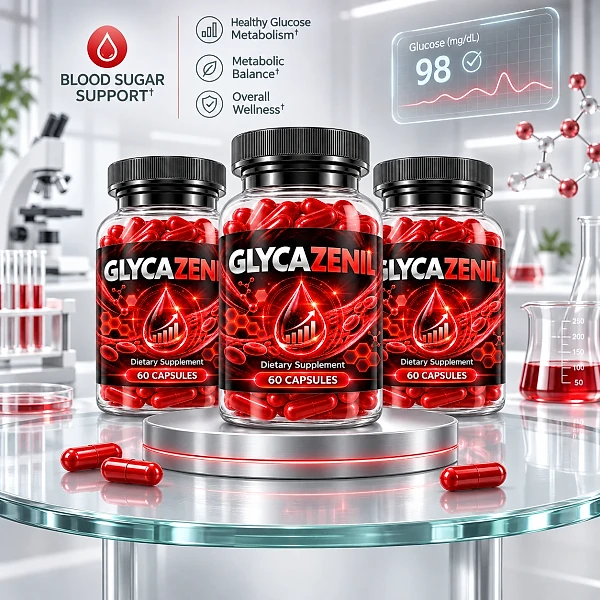 BLOOD SUGAR
SUPPORT†
Healthy Glucose
Metabolism†
Metabolic
Balance†
Overall
Wellness†
Glucose (mg/dL)
98
GLYCAZENIL
Dietary Supplement
60 CAPSULES
GLYCAZENIL
Dietary Supplement
60 CAPSULES
GLYCAZENIL
Dietary Supplement
60 CAPSULES
250
200
150
100
50